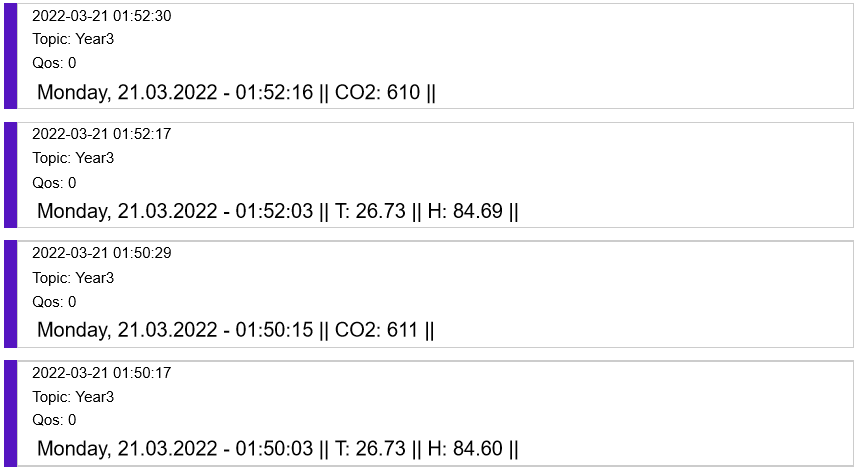 2022-03-21 01:52:30
Topic: Year3
Qos: 0
Monday, 21.03.2022 - 01:52:16 || CO2: 610 ||
2022-03-21 01:52:17
Topic: Year3
Qos: 0
Monday, 21.03.2022 - 01:52:03 || T: 26.73 || H: 84.69 ||
2022-03-21 01:50:29
Topic: Year3
Qos: 0
Monday, 21.03.2022 - 01:50:15 || CO2: 611 ||
2022-03-21 01:50:17
Topic: Year3
Qos: 0
Monday, 21.03.2022 - 01:50:03 || T: 26.73 || H: 84.60 ||